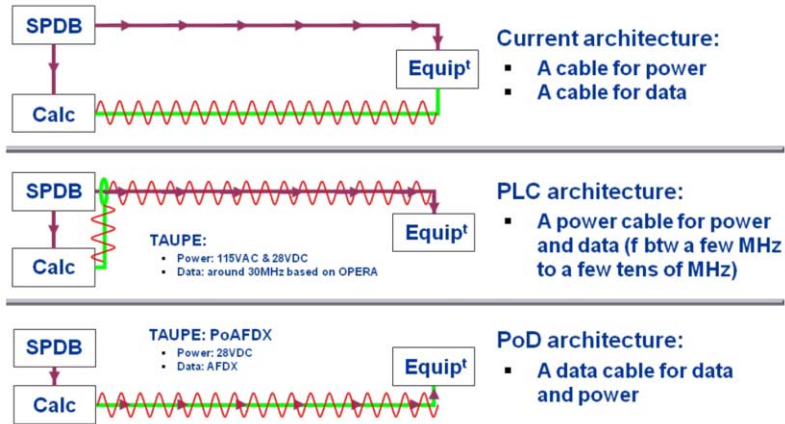 SPDB
Equipᵗ
Calc
Current architecture:
▪ A cable for power
▪ A cable for data
SPDB
Equipᵗ
Calc
TAUPE:
• Power: 115VAC & 28VDC
• Data: around 30MHz based on OPERA
PLC architecture:
▪ A power cable for power
and data (f btw a few MHz
to a few tens of MHz)
SPDB
Equipᵗ
Calc
TAUPE: PoAFDX
• Power: 28VDC
• Data: AFDX
PoD architecture:
▪ A data cable for data
and power